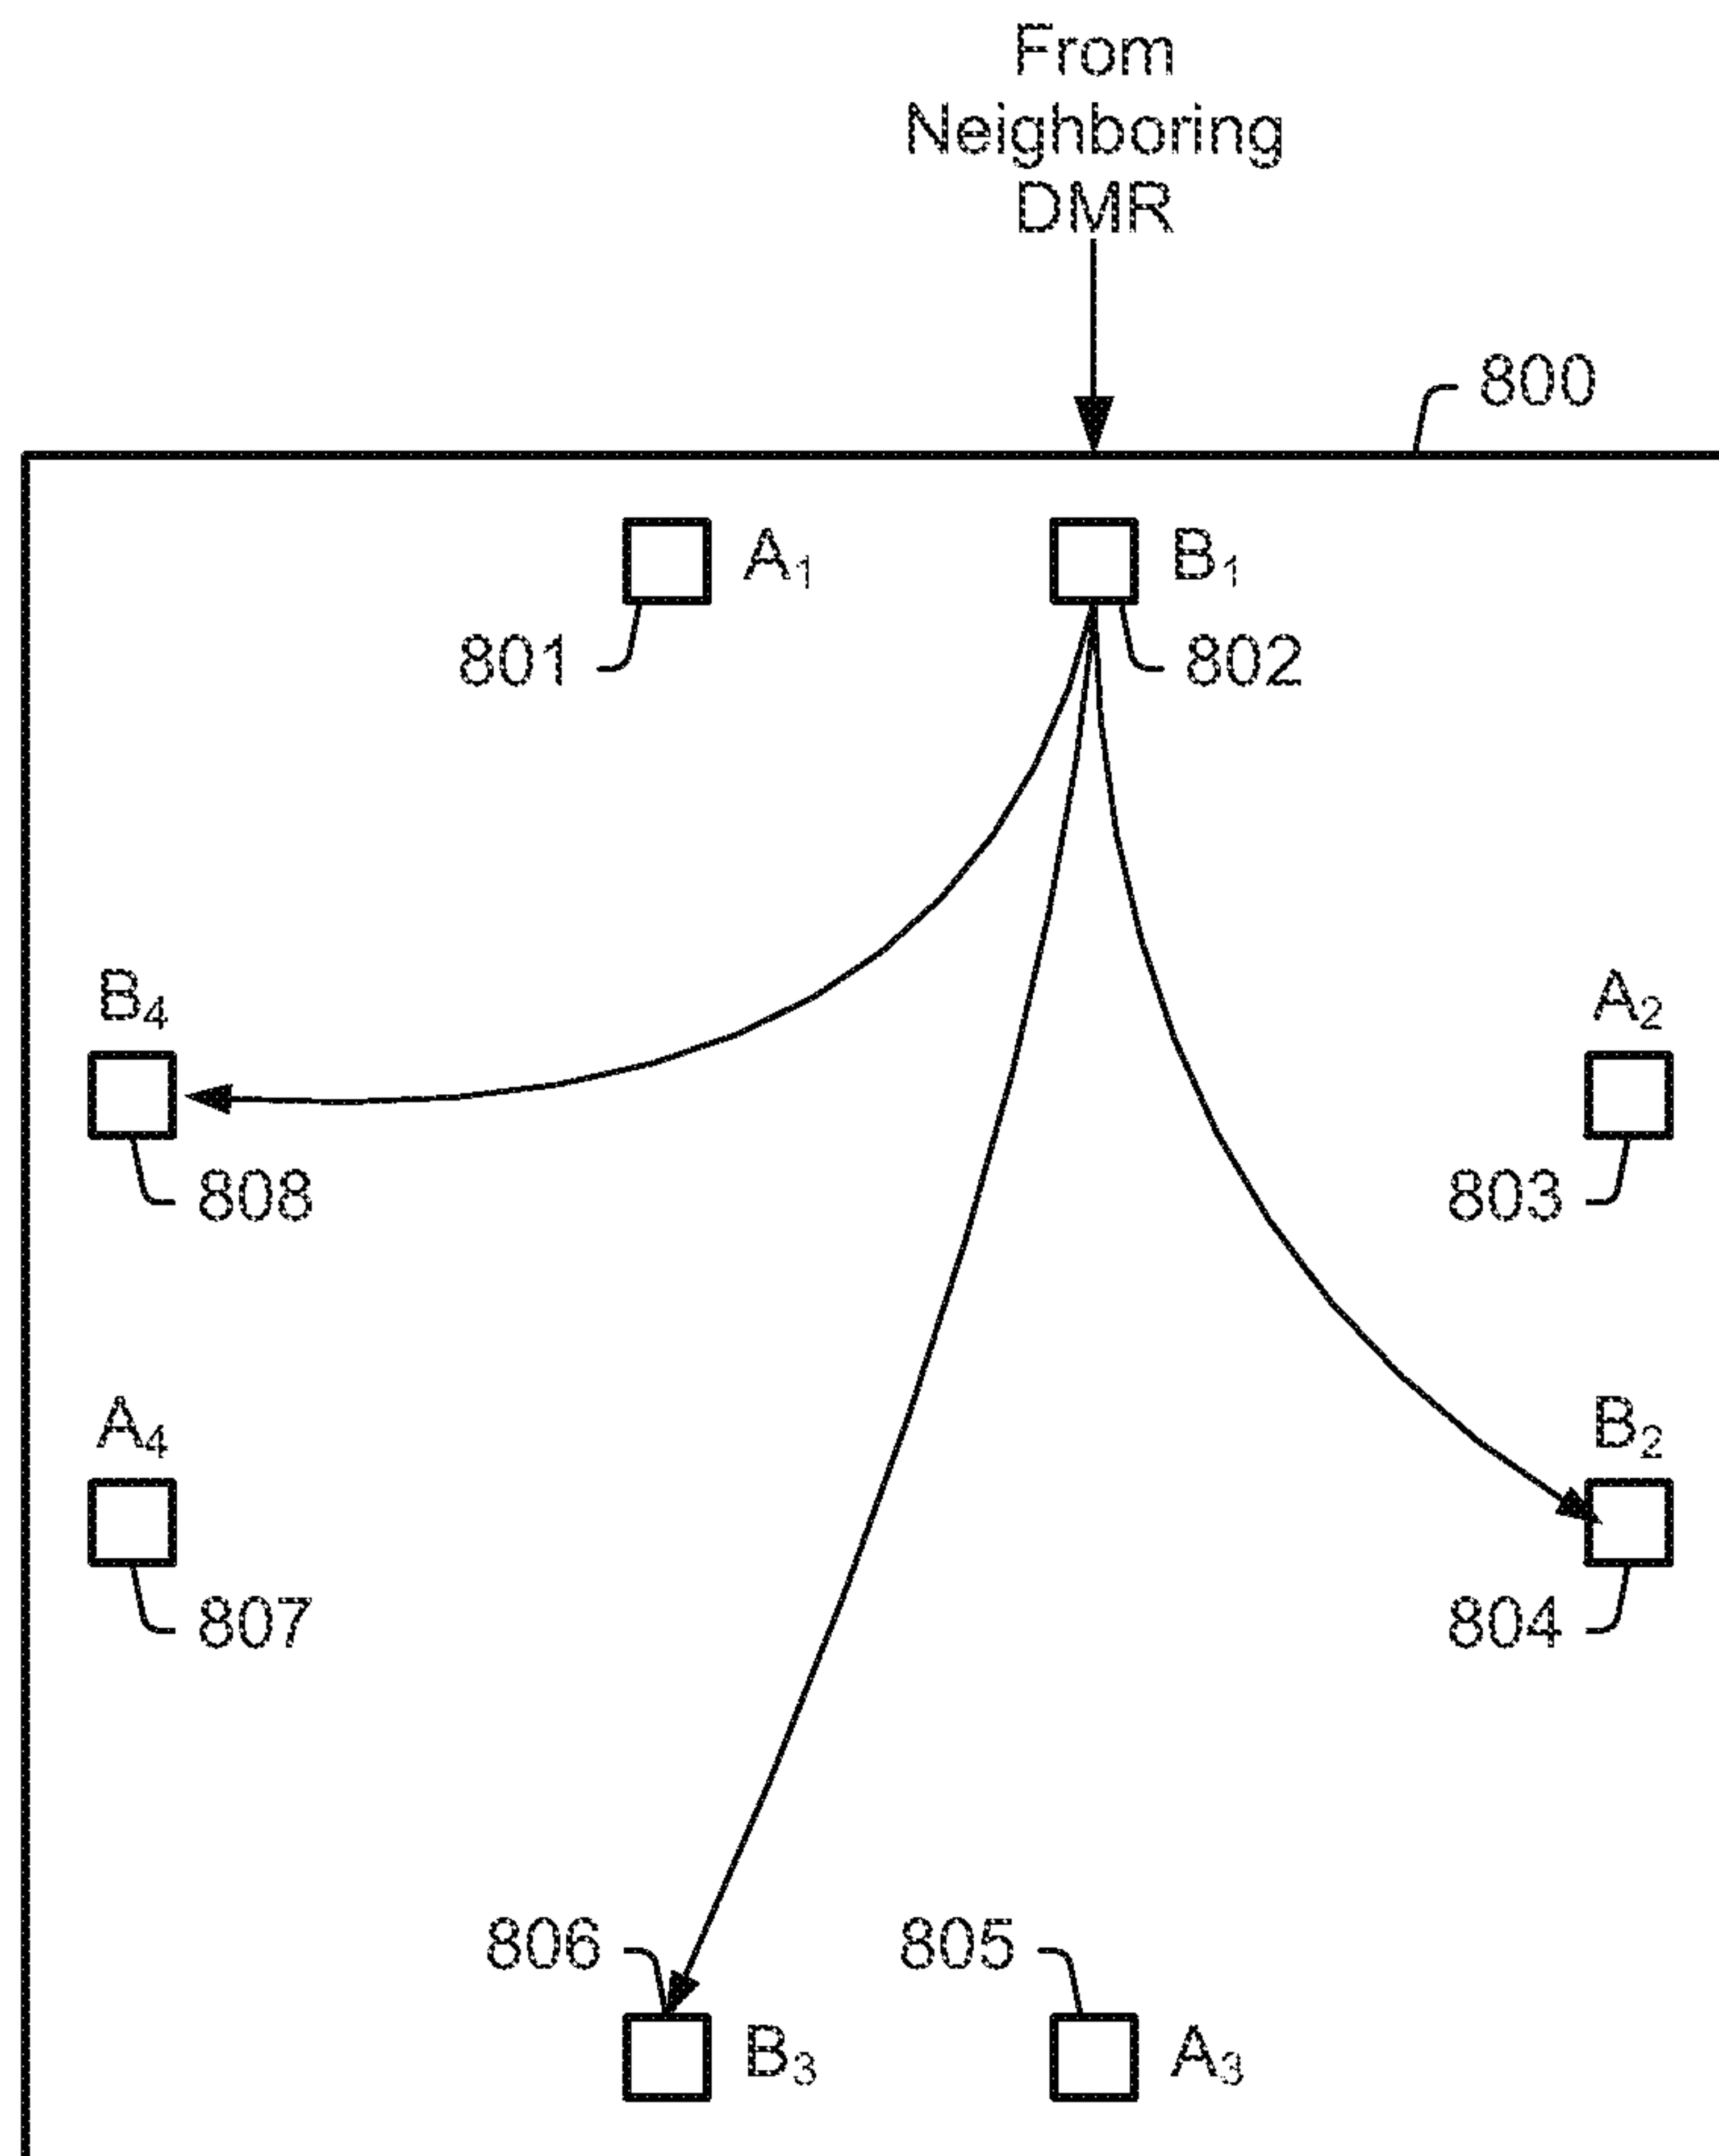 From
Neighboring
DMR
800
A₁
B₁
801
802
B₄
A₂
808
803
A₄
B₂
807
804
806
805
B₃
A₃